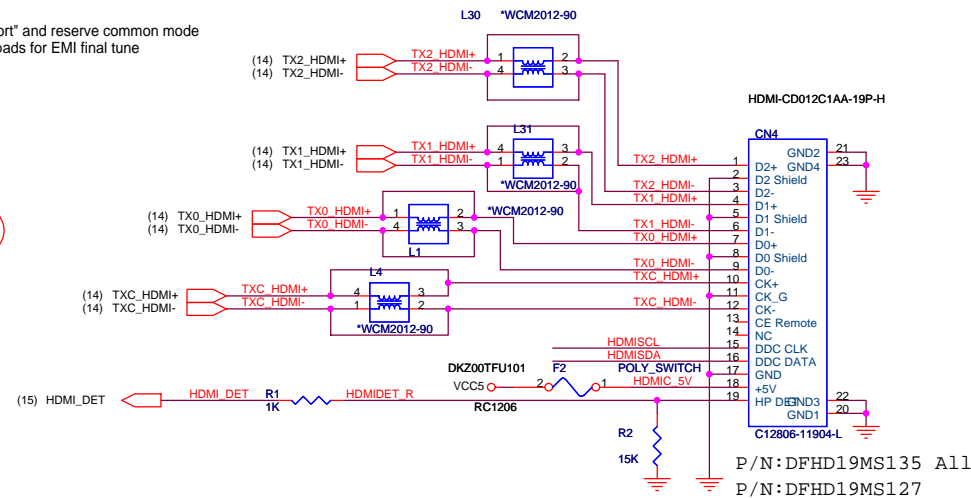 L30 *WCM2012-90
ort" and reserve common mode
oads for EMI final tune
(14) TX2_HDMI+ TX2_HDMI+ 1 2
(14) TX2_HDMI- TX2_HDMI- 4 3
HDMI-CD012C1AA-19P-H
L31
CN4
(14) TX1_HDMI+ TX1_HDMI+ 4 3
(14) TX1_HDMI- TX1_HDMI- 1 2
*WCM2012-90
(14) TX0_HDMI+ TX0_HDMI+ 1 2
(14) TX0_HDMI- TX0_HDMI- 4 3
*WCM2012-90
L1
L4
(14) TXC_HDMI+ TXC_HDMI+ 4 3
(14) TXC_HDMI- TXC_HDMI- 1 2
*WCM2012-90
GND2 21
GND4 23
TX2_HDMI+ 1 D2+
2 D2 Shield
TX2_HDMI- 3 D2-
TX1_HDMI+ 4 D1+
5 D1 Shield
TX1_HDMI- 6 D1-
TX0_HDMI+ 7 D0+
8 D0 Shield
TX0_HDMI- 9 D0-
TXC_HDMI+ 10 CK+
11 CK_G
TXC_HDMI- 12 CK-
13 CE Remote
14 NC
HDMISCL 15 DDC CLK
HDMISDA 16 DDC DATA
17 GND
DKZ00TFU101 F2 POLY_SWITCH
VCC5 2 1 HDMIC_5V 18 +5V
RC1206
(15) HDMI_DET HDMI_DET R1 HDMIDET_R 19 HP DET
1K
GND3 22
GND1 20
R2
15K
C12806-11904-L
P/N:DFHD19MS135 All
P/N:DFHD19MS127